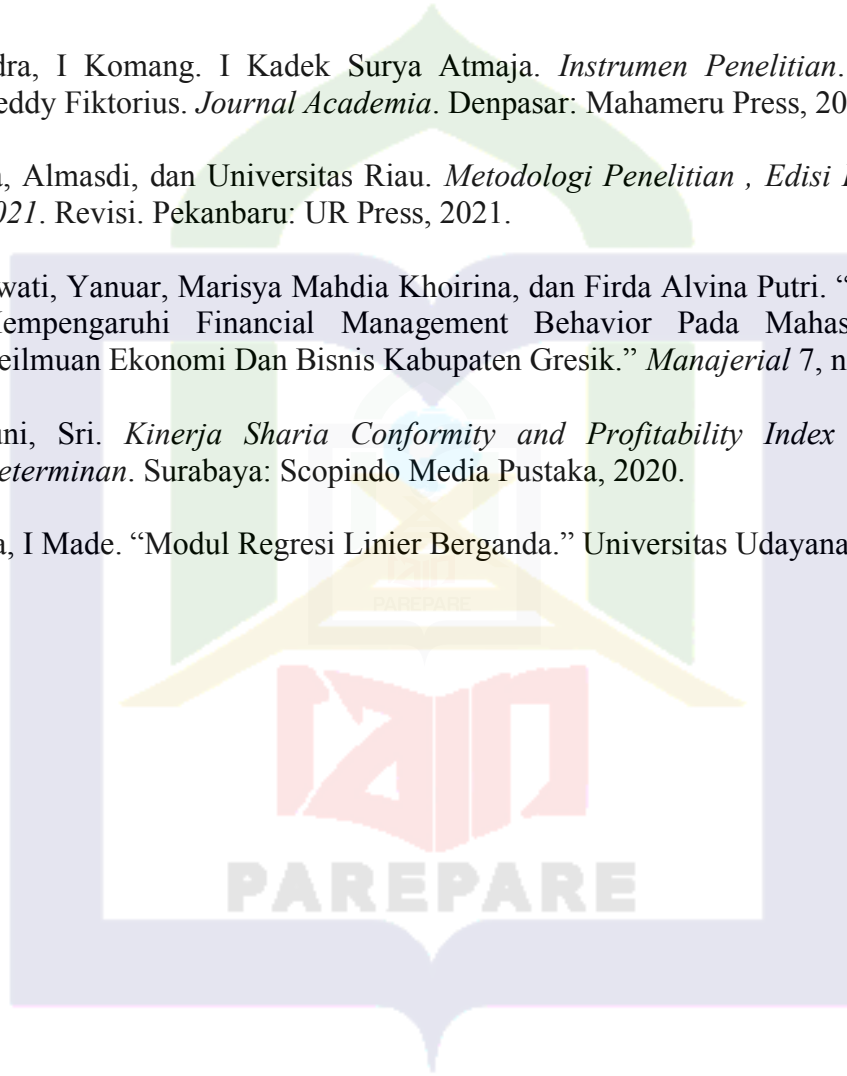 dra, I Komang. I Kadek Surya Atmaja. Instrumen Penelitian.
eddy Fiktorius. Journal Academia. Denpasar: Mahameru Press, 20
a, Almasdi, dan Universitas Riau. Metodologi Penelitian , Edisi
021. Revisi. Pekanbaru: UR Press, 2021.
wati, Yanuar, Marisya Mahdia Khoirina, dan Firda Alvina Putri. “
Mempengaruhi Financial Management Behavior Pada Mahas
eilmuan Ekonomi Dan Bisnis Kabupaten Gresik.” Manajerial 7, n
uni, Sri. Kinerja Sharia Conformity and Profitability Index
eterminan. Surabaya: Scopindo Media Pustaka, 2020.
a, I Made. “Modul Regresi Linier Berganda.” Universitas Udayana
PAREPARE
PAREPARE